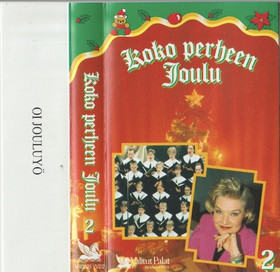 OI JOULUYÖ
Koko perheen Joulu
2
Koko perheen
Joulu
Valitut Palat
2